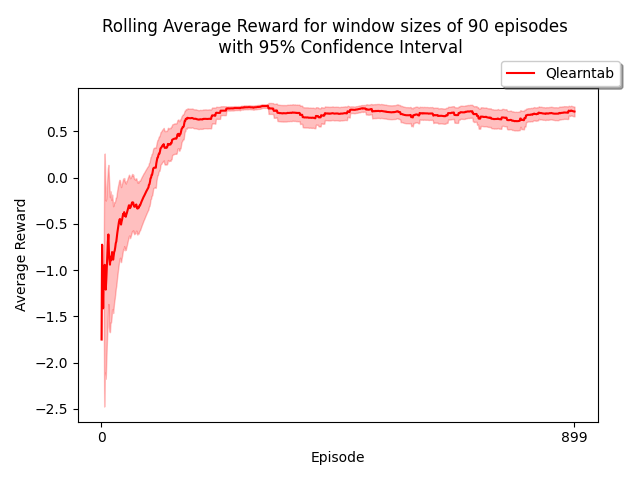 Rolling Average Reward for window sizes of 90 episodes
with 95% Confidence Interval
Qlearntab
0.5
0.0
−0.5
−1.0
−1.5
−2.0
−2.5
Average Reward
0
899
Episode